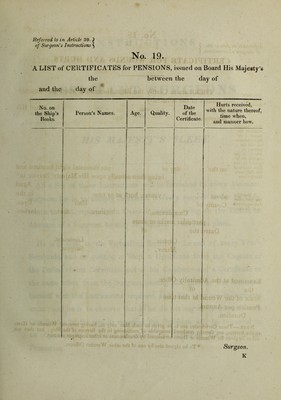 Referred to in Article 39. }
of Surgeon's Instructions {
No. 19.
A LIST of CERTIFICATES for PENSIONS, issued on Board His Majesty's
the between the day of
and the day of
No. on
the Ship's
Books.
Person's Names.
Age.
Quality.
Date
of the
Certificate.
Hurts received,
with the nature thereof,
time when,
and manner how.
Surgeon.
K